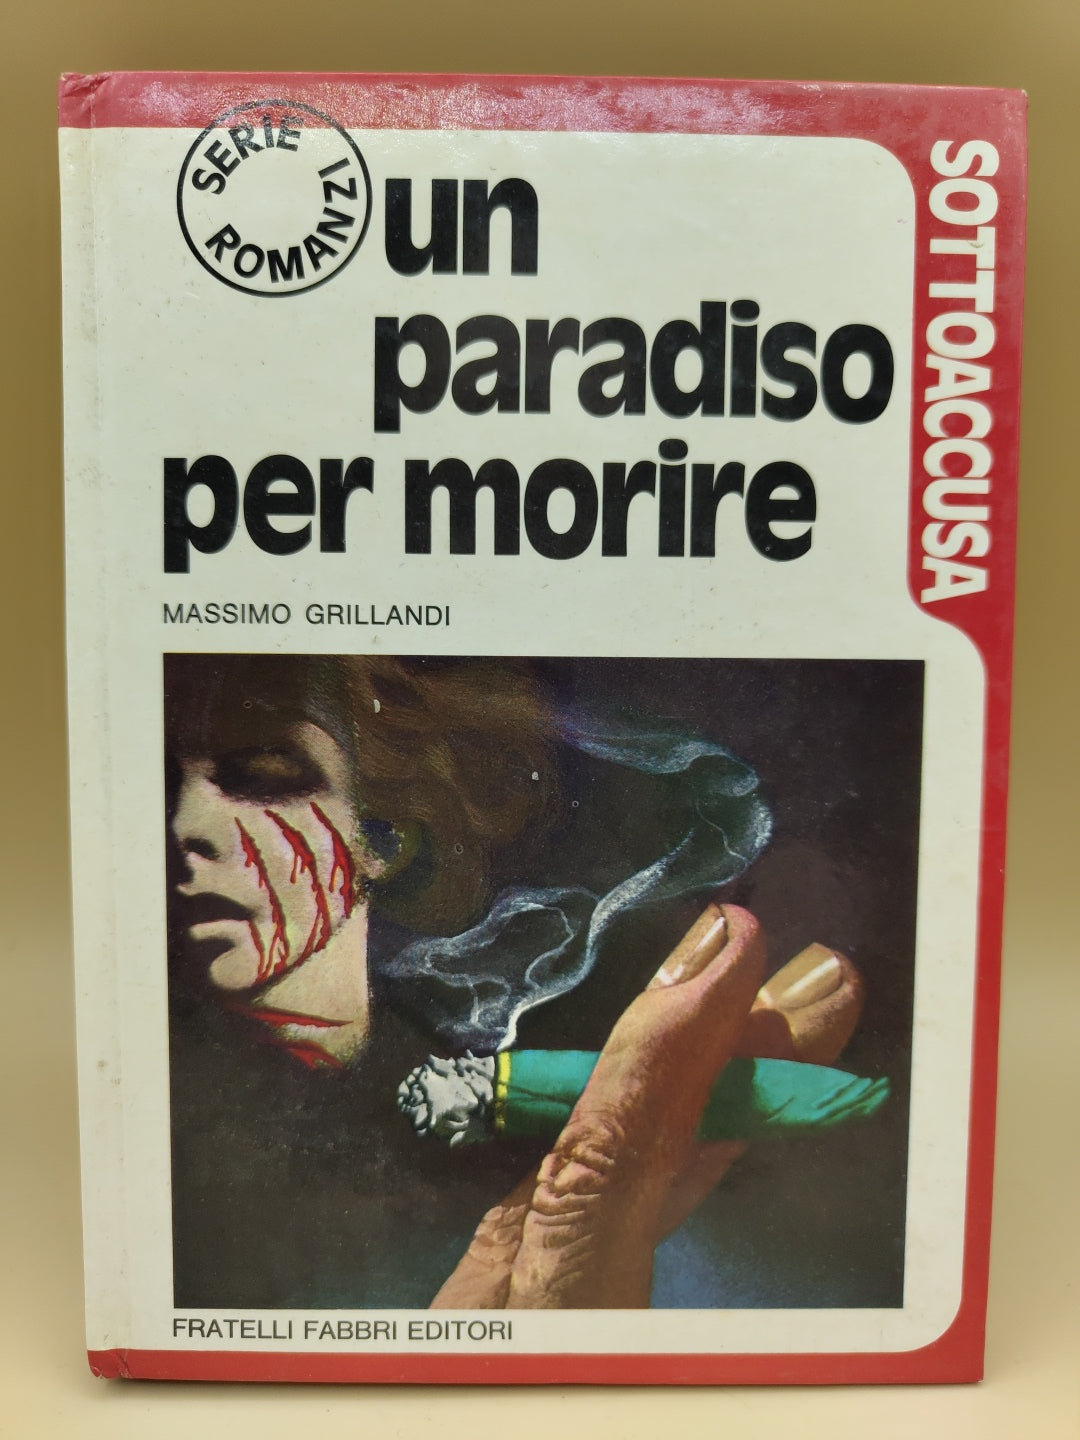 SERIE
ROMANZI
un
paradiso
per morire
MASSIMO GRILLANDI
SOTTOACCUSA
FRATELLI FABBRI EDITORI